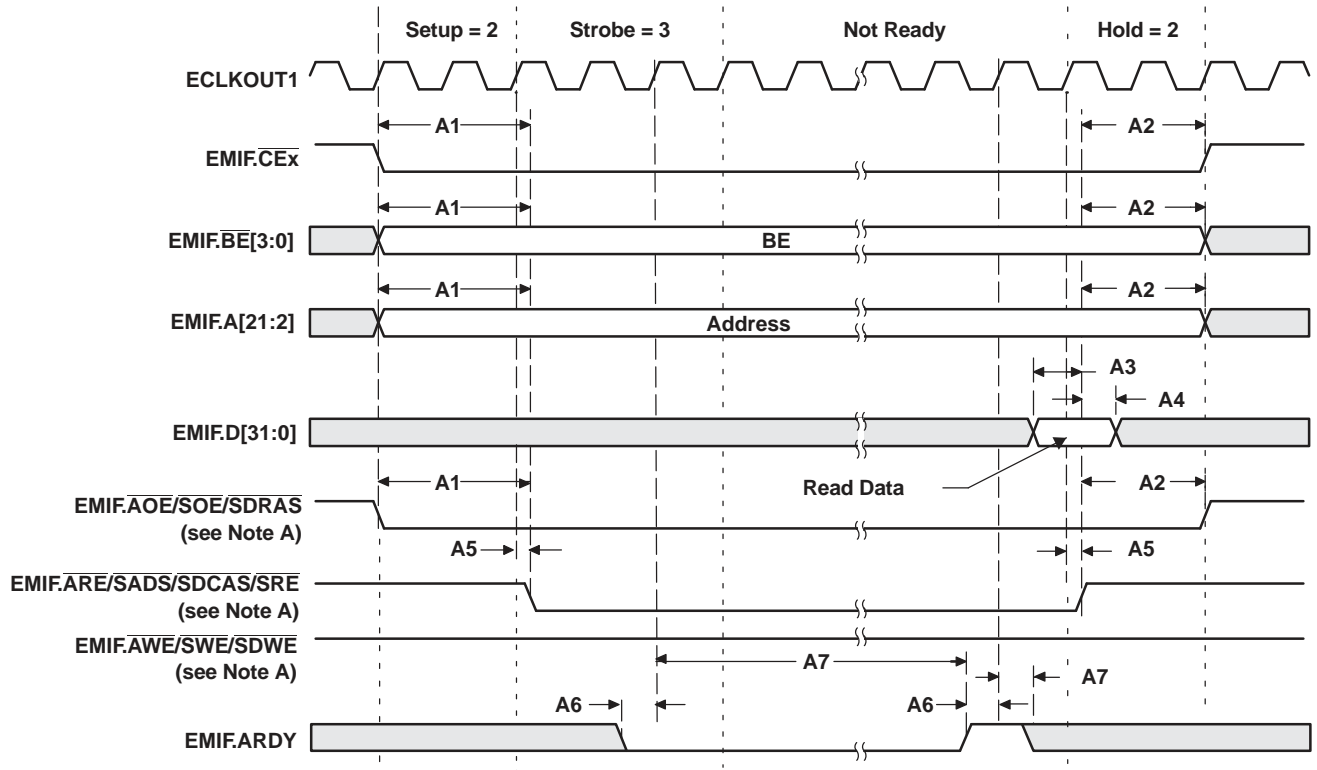 Setup = 2 Strobe = 3 Not Ready Hold = 2
ECLKOUT1
A1 A2
EMIF.CEx
A1 A2
EMIF.BE[3:0] BE
A1 A2
EMIF.A[21:2] Address
A3
A4
EMIF.D[31:0]
Read Data
A1 A2
EMIF.AOE/SOE/SDRAS
(see Note A)
A5 A5
EMIF.ARE/SADS/SDCAS/SRE
(see Note A)
EMIF.AWE/SWE/SDWE
(see Note A)
A7
A7
A6 A6
EMIF.ARDY